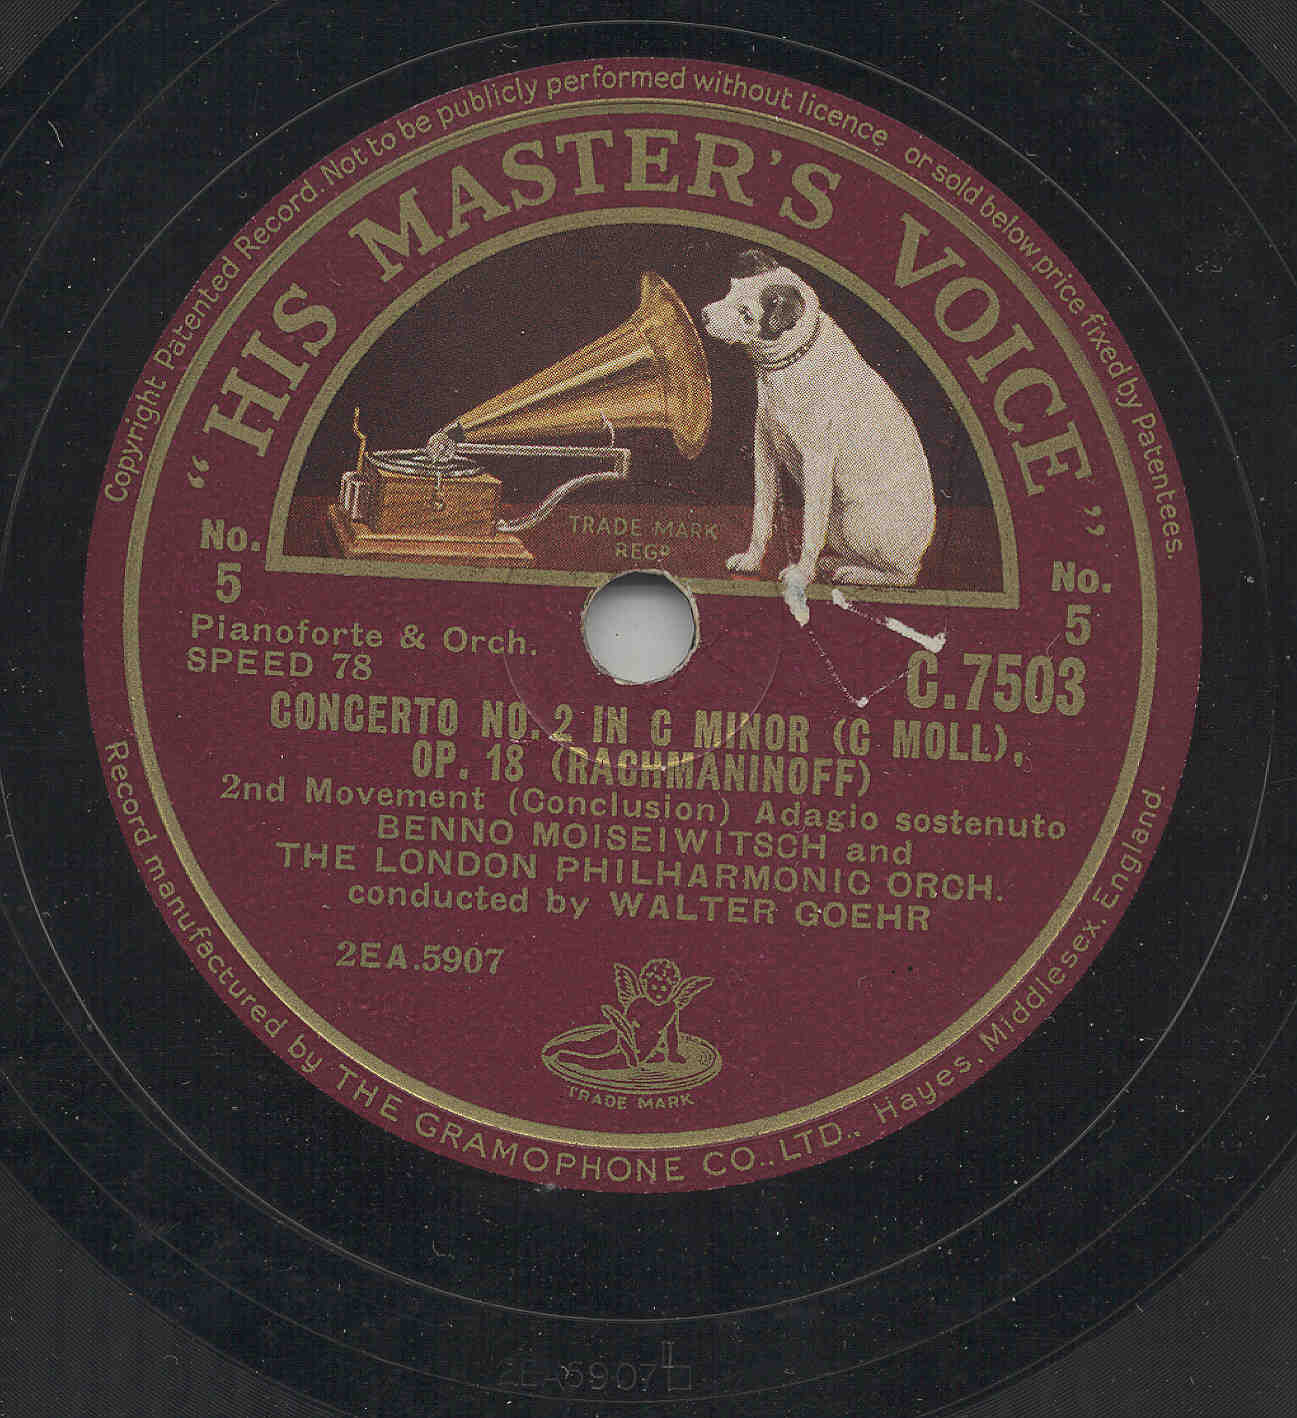 Copyright Patented Record. Not to be publicly performed without licence or sold below price fixed by Patentees.
"HIS MASTER'S VOICE"
TRADE MARK
REGD
No.
5
No.
5
Pianoforte & Orch.
SPEED 78
C.7503
CONCERTO NO. 2 IN C MINOR (C MOLL),
OP. 18 (RACHMANINOFF)
2nd Movement (Conclusion) Adagio sostenuto
BENNO MOISEIWITSCH and
THE LONDON PHILHARMONIC ORCH.
conducted by WALTER GOEHR
2EA.5907
TRADE MARK
Record manufactured by THE GRAMOPHONE CO., LTD., Hayes, Middlesex, England.